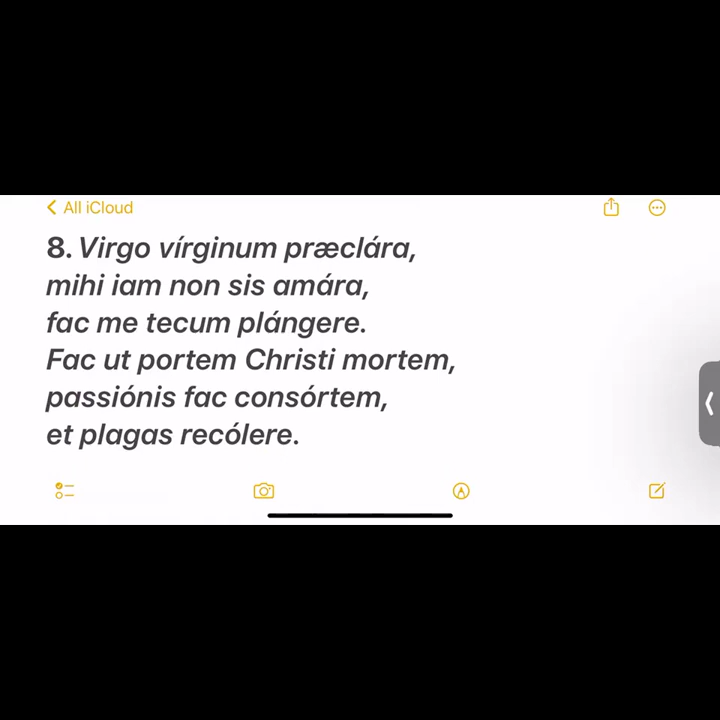 All iCloud
8. Virgo vírginum præclára,
mihi iam non sis amára,
fac me tecum plángere.
Fac ut portem Christi mortem,
passiónis fac consórtem,
et plagas recólere.